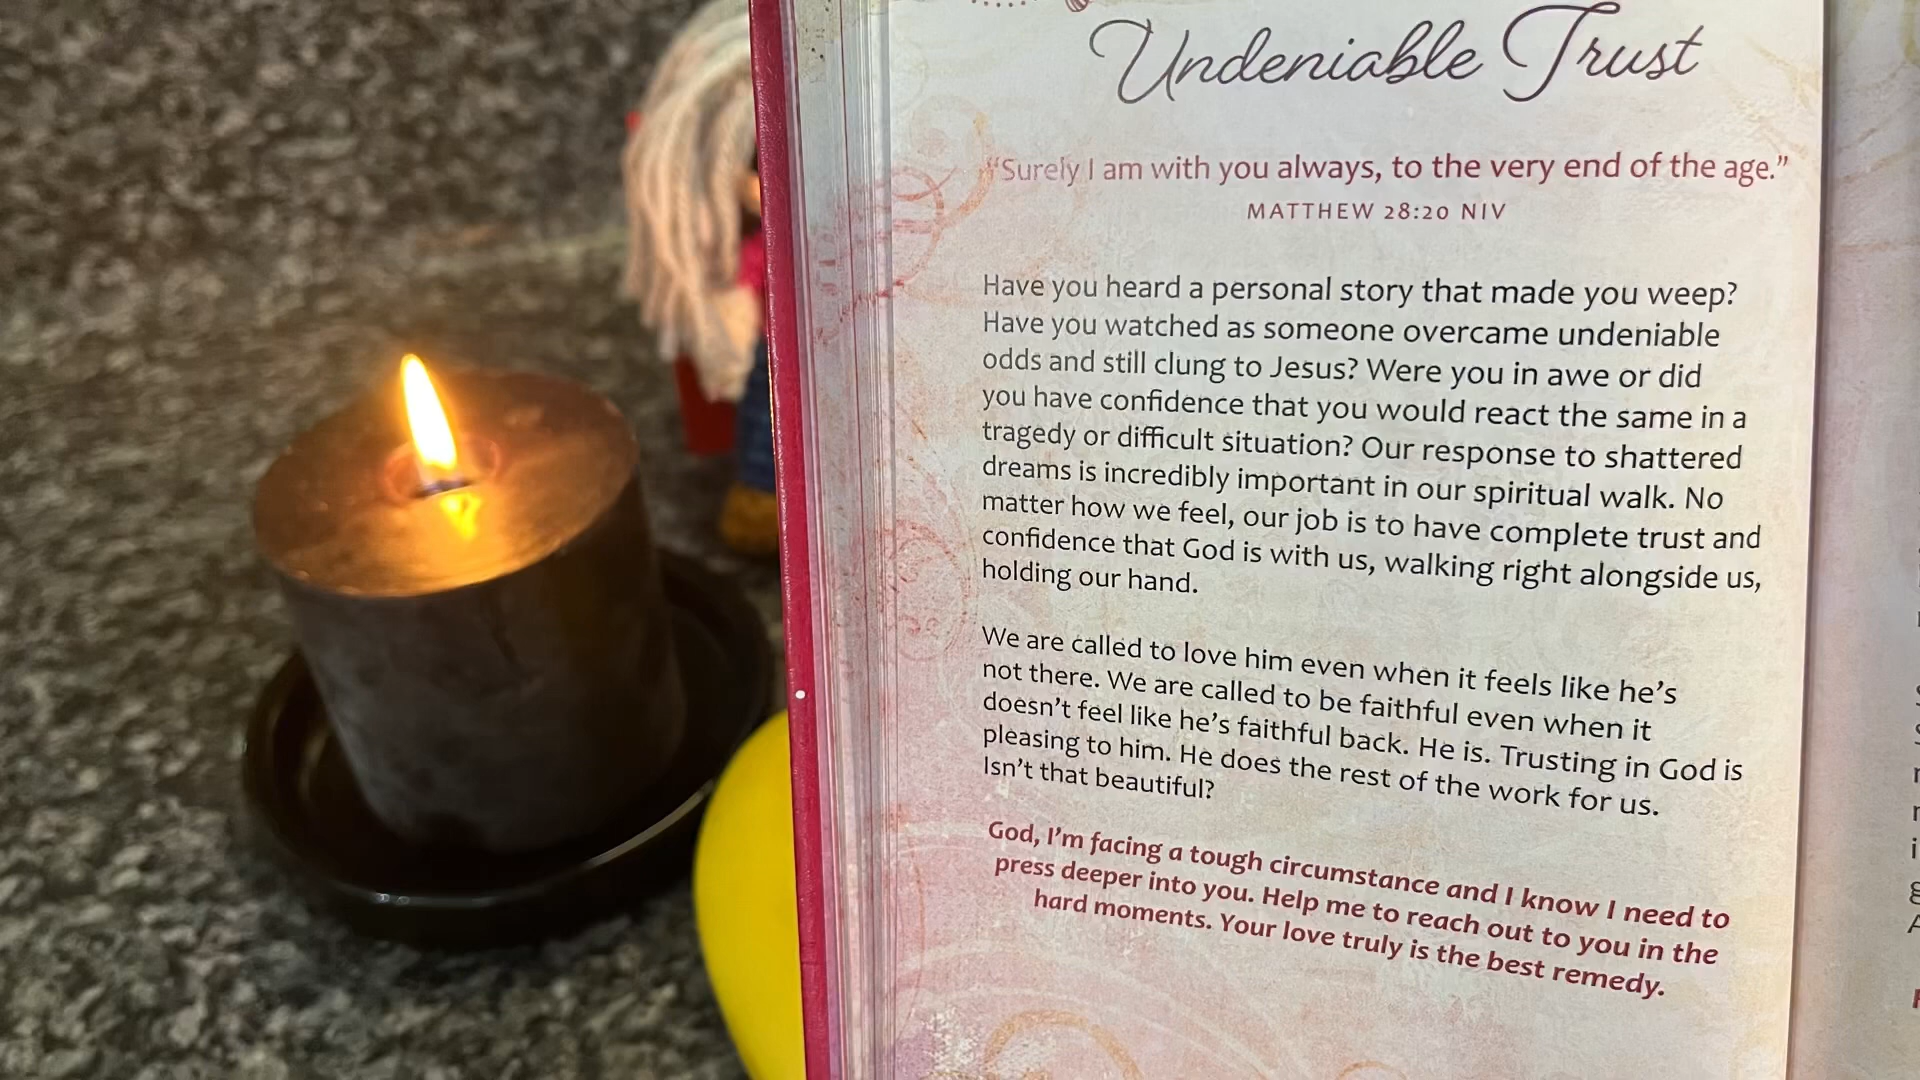 Undeniable Trust
“Surely I am with you always, to the very end of the age.”
MATTHEW 28:20 NIV
Have you heard a personal story that made you weep?
Have you watched as someone overcame undeniable
odds and still clung to Jesus? Were you in awe or did
you have confidence that you would react the same in a
tragedy or difficult situation? Our response to shattered
dreams is incredibly important in our spiritual walk. No
matter how we feel, our job is to have complete trust and
confidence that God is with us, walking right alongside us,
holding our hand.
We are called to love him even when it feels like he’s
not there. We are called to be faithful even when it
doesn’t feel like he’s faithful back. He is. Trusting in God is
pleasing to him. He does the rest of the work for us.
Isn’t that beautiful?
God, I’m facing a tough circumstance and I know I need to
press deeper into you. Help me to reach out to you in the
hard moments. Your love truly is the best remedy.